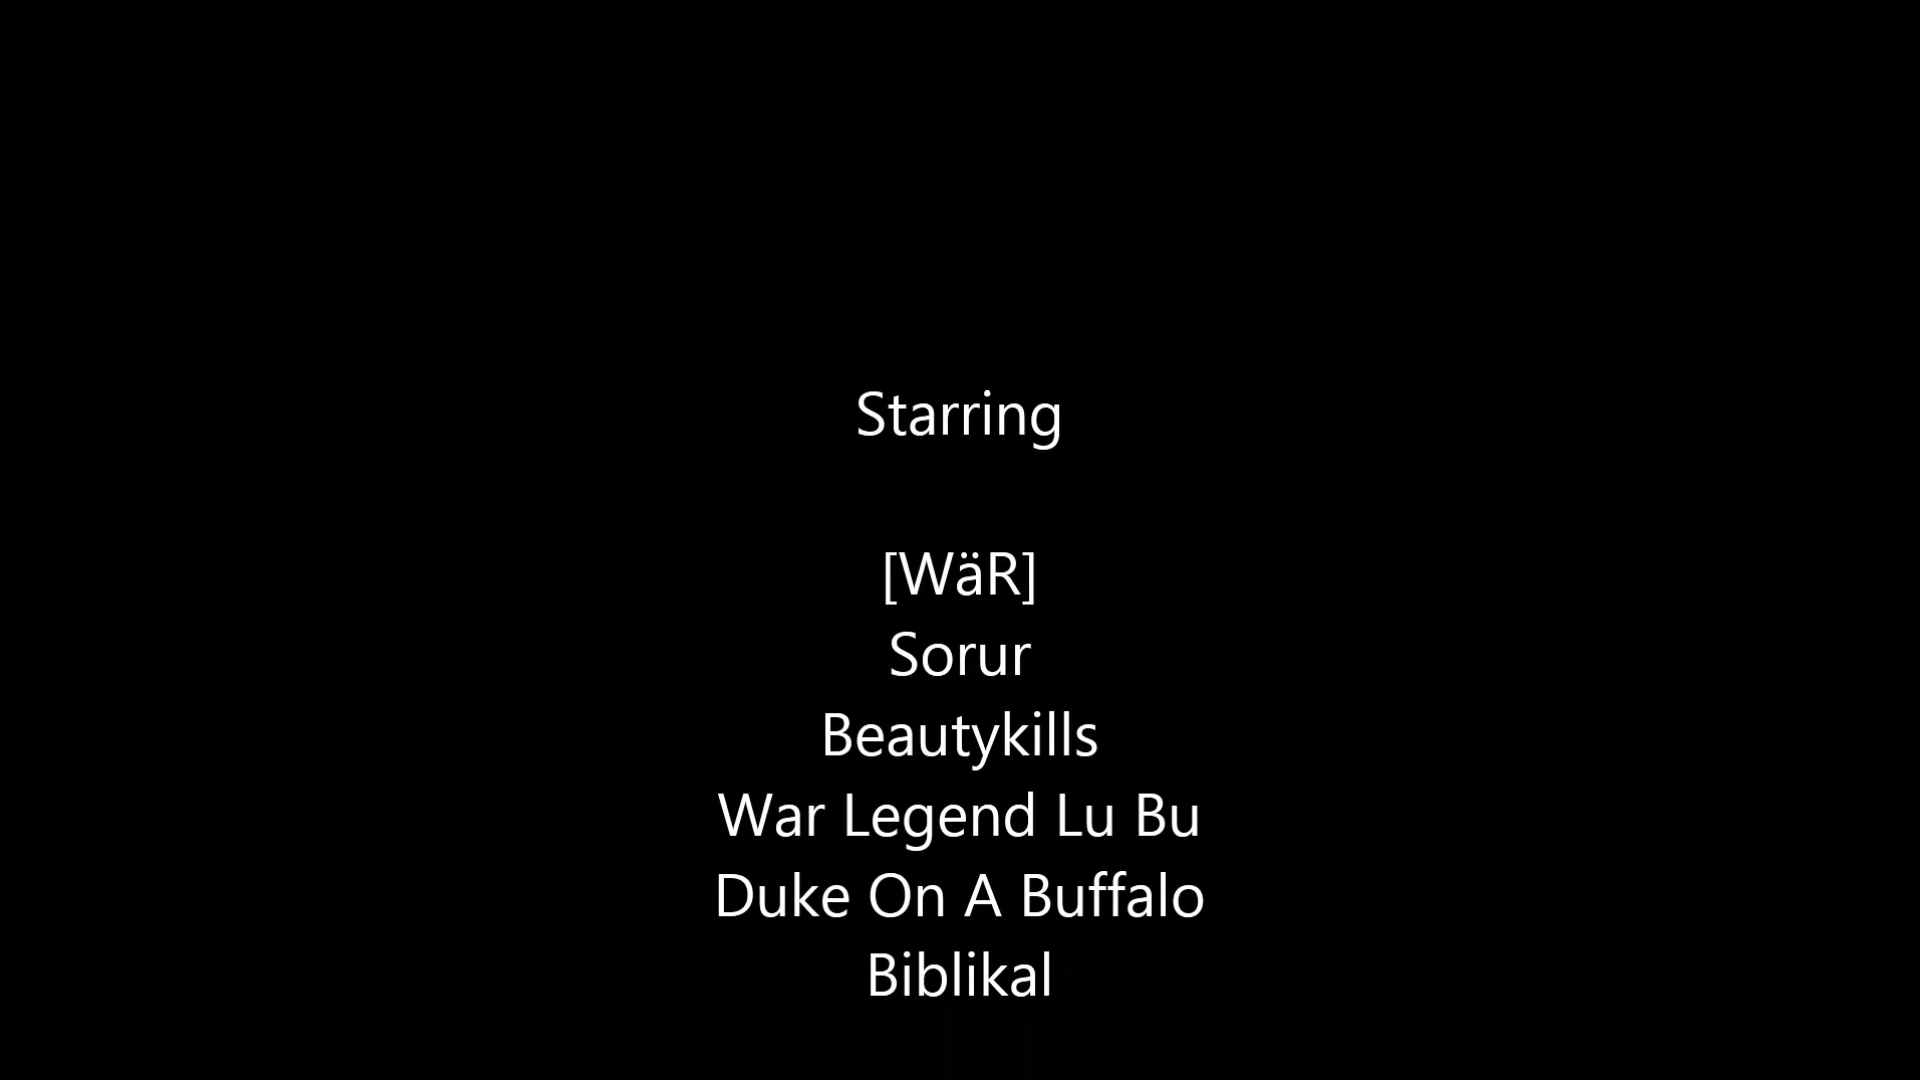 Starring
[WäR]
Sorur
Beautykills
War Legend Lu Bu
Duke On A Buffalo
Biblikal